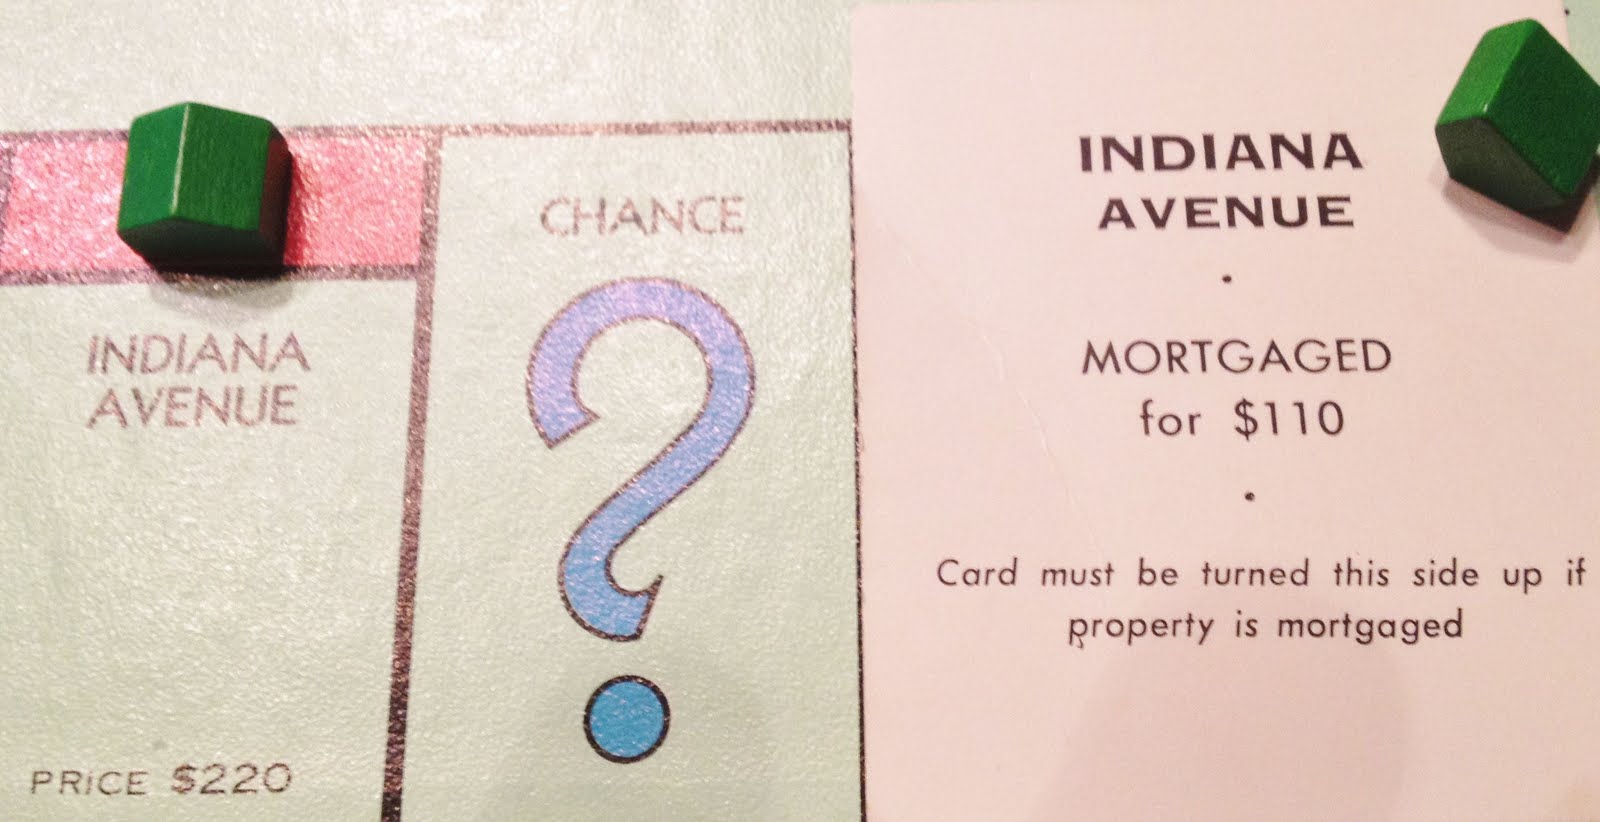 INDIANA
AVENUE
PRICE $220
CHANCE
?
INDIANA
AVENUE
MORTGAGED
for $110
Card must be turned this side up if
property is mortgaged